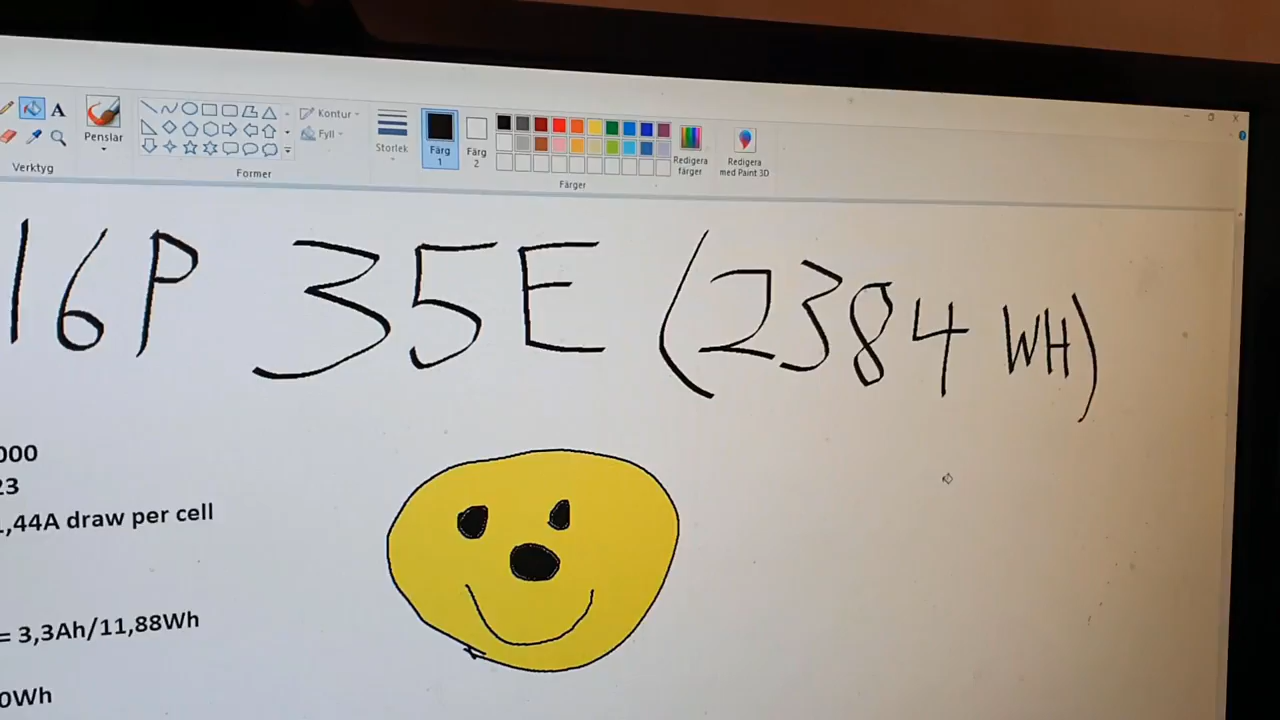 A
Penslar
Verktyg
Kontur
Fyll
Former
Storlek
Färg
1
Färg
2
Redigera
färger
Redigera
med Paint 3D
Färger
16P 35E (2384 WH)
000
23
,44A draw per cell
= 3,3Ah/11,88Wh
0Wh